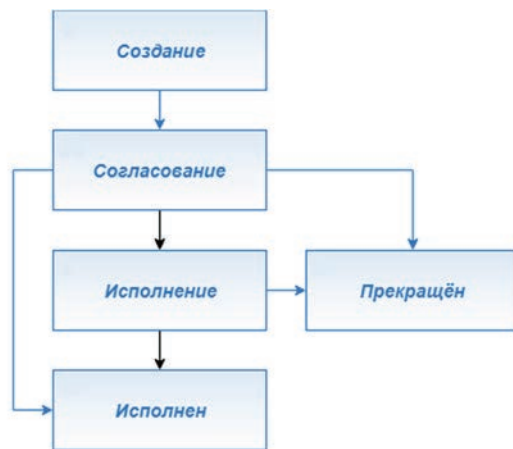 Создание
Согласование
Исполнение
Прекращён
Исполнен